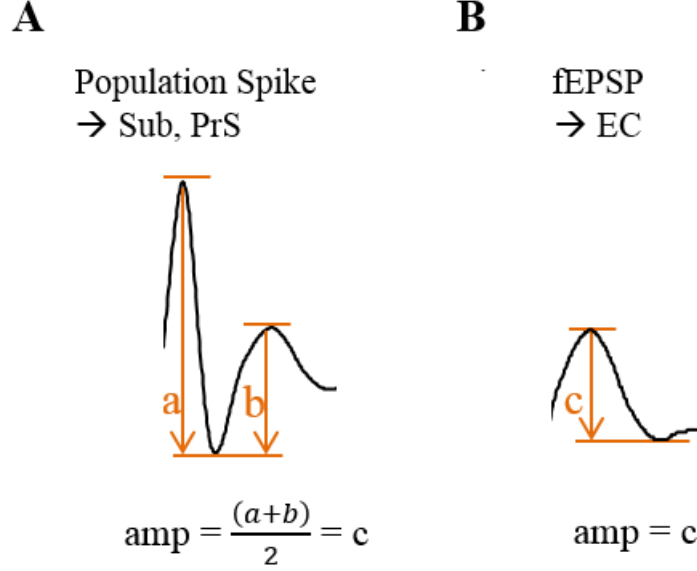 A
B
Population Spike
→ Sub, PrS
fEPSP
→ EC
a
b
c
amp = (a+b)/2 = c
amp = c